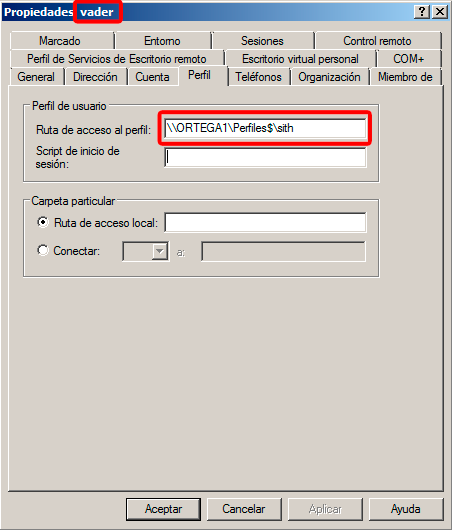 Propiedades vader
Marcado Entorno Sesiones Control remoto
Perfil de Servicios de Escritorio remoto Escritorio virtual personal COM+
General Dirección Cuenta Perfil Teléfonos Organización Miembro de
Perfil de usuario
Ruta de acceso al perfil: \\ORTEGA1\Perfiles$\sith
Script de inicio de
sesión:
Carpeta particular
Ruta de acceso local:
Conectar: a:
Aceptar Cancelar Aplicar Ayuda